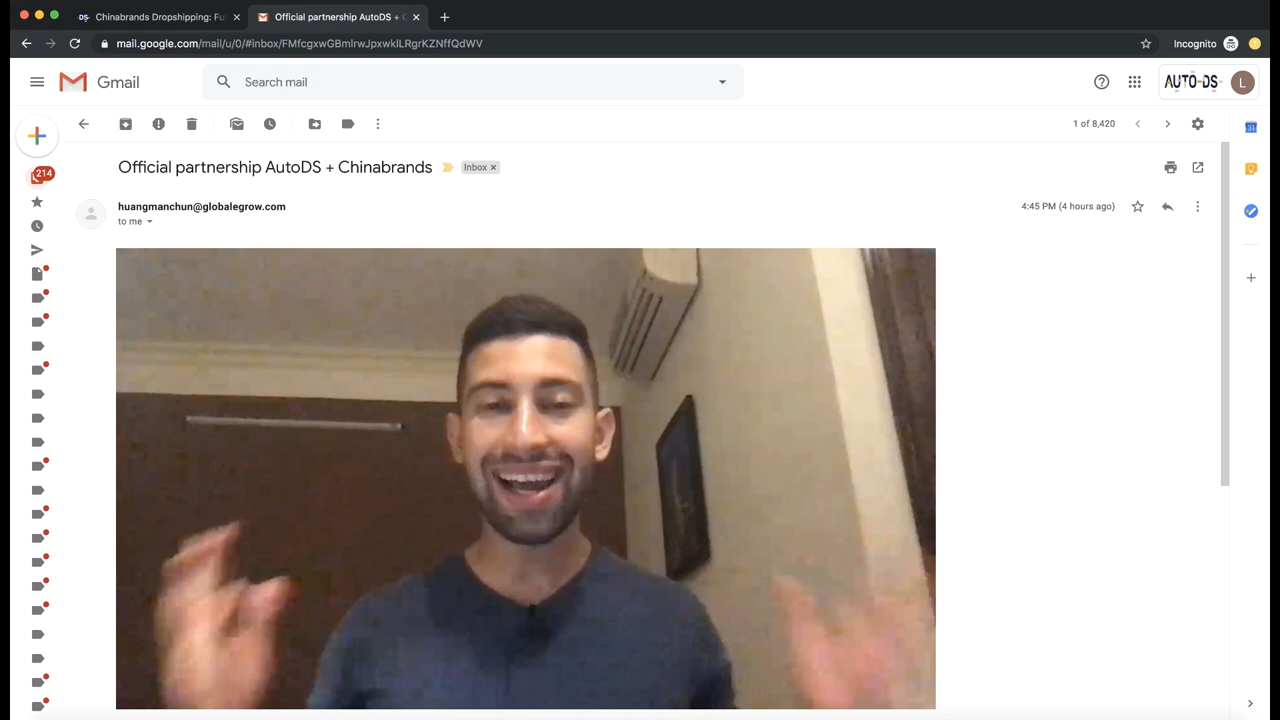 Chinabrands Dropshipping: Ful
Official partnership AutoDS + C
mail.google.com/mail/u/0/#inbox/FMfcgxwGBmlrwJpxwklLRgrKZNffQdWV
Incognito
Gmail
Search mail
AUTO-DS
L
1 of 8,420
Official partnership AutoDS + Chinabrands
Inbox
214
huangmanchun@globalegrow.com
4:45 PM (4 hours ago)
to me